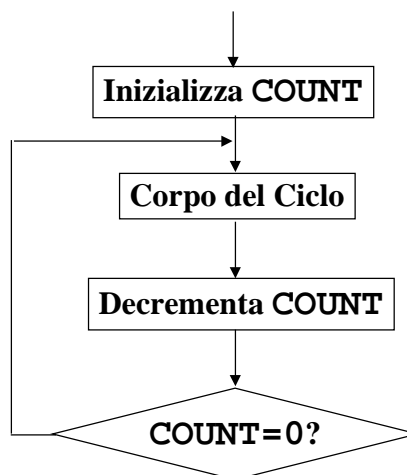 Inizializza COUNT
Corpo del Ciclo
Decrementa COUNT
COUNT=0?